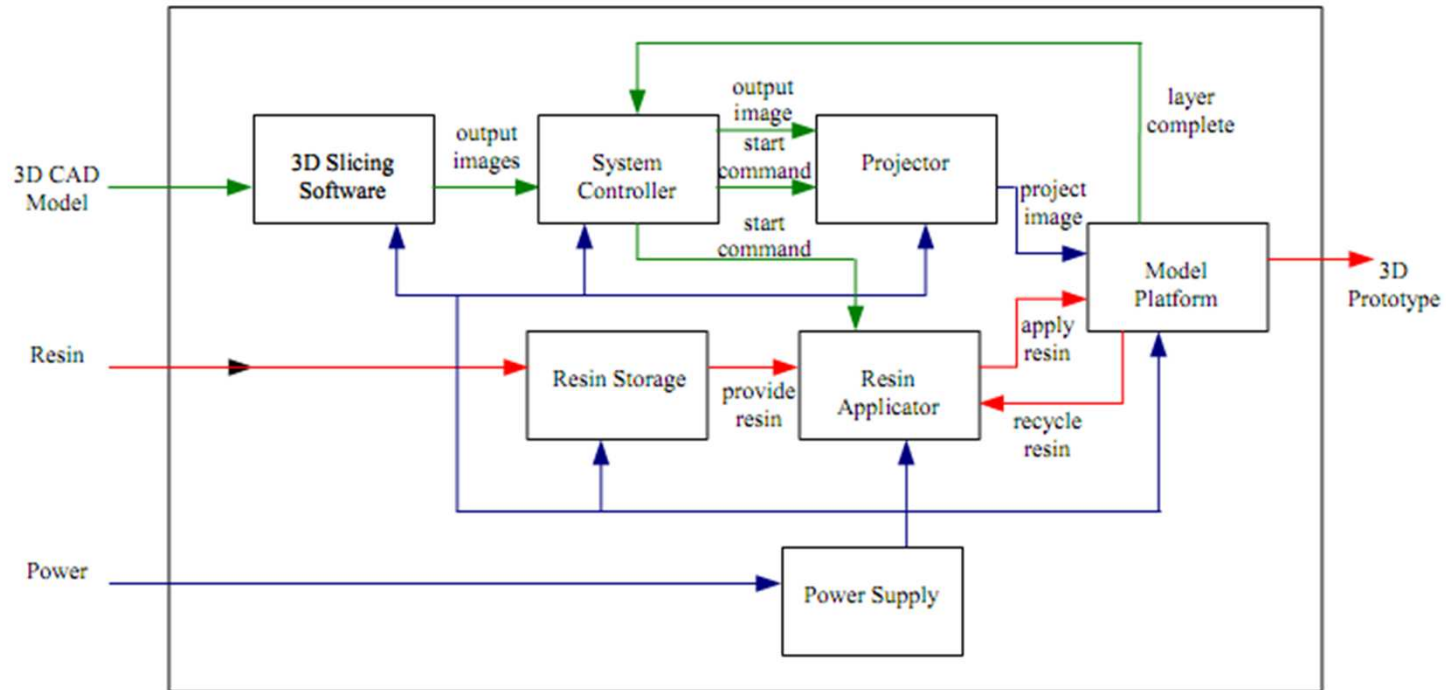 3D CAD
Model
3D Slicing
Software
output
images
System
Controller
output
image
start
command
start
command
Projector
project
image
layer
complete
Model
Platform
3D
Prototype
Resin
Resin Storage
provide
resin
Resin
Applicator
apply
resin
recycle
resin
Power
Power Supply